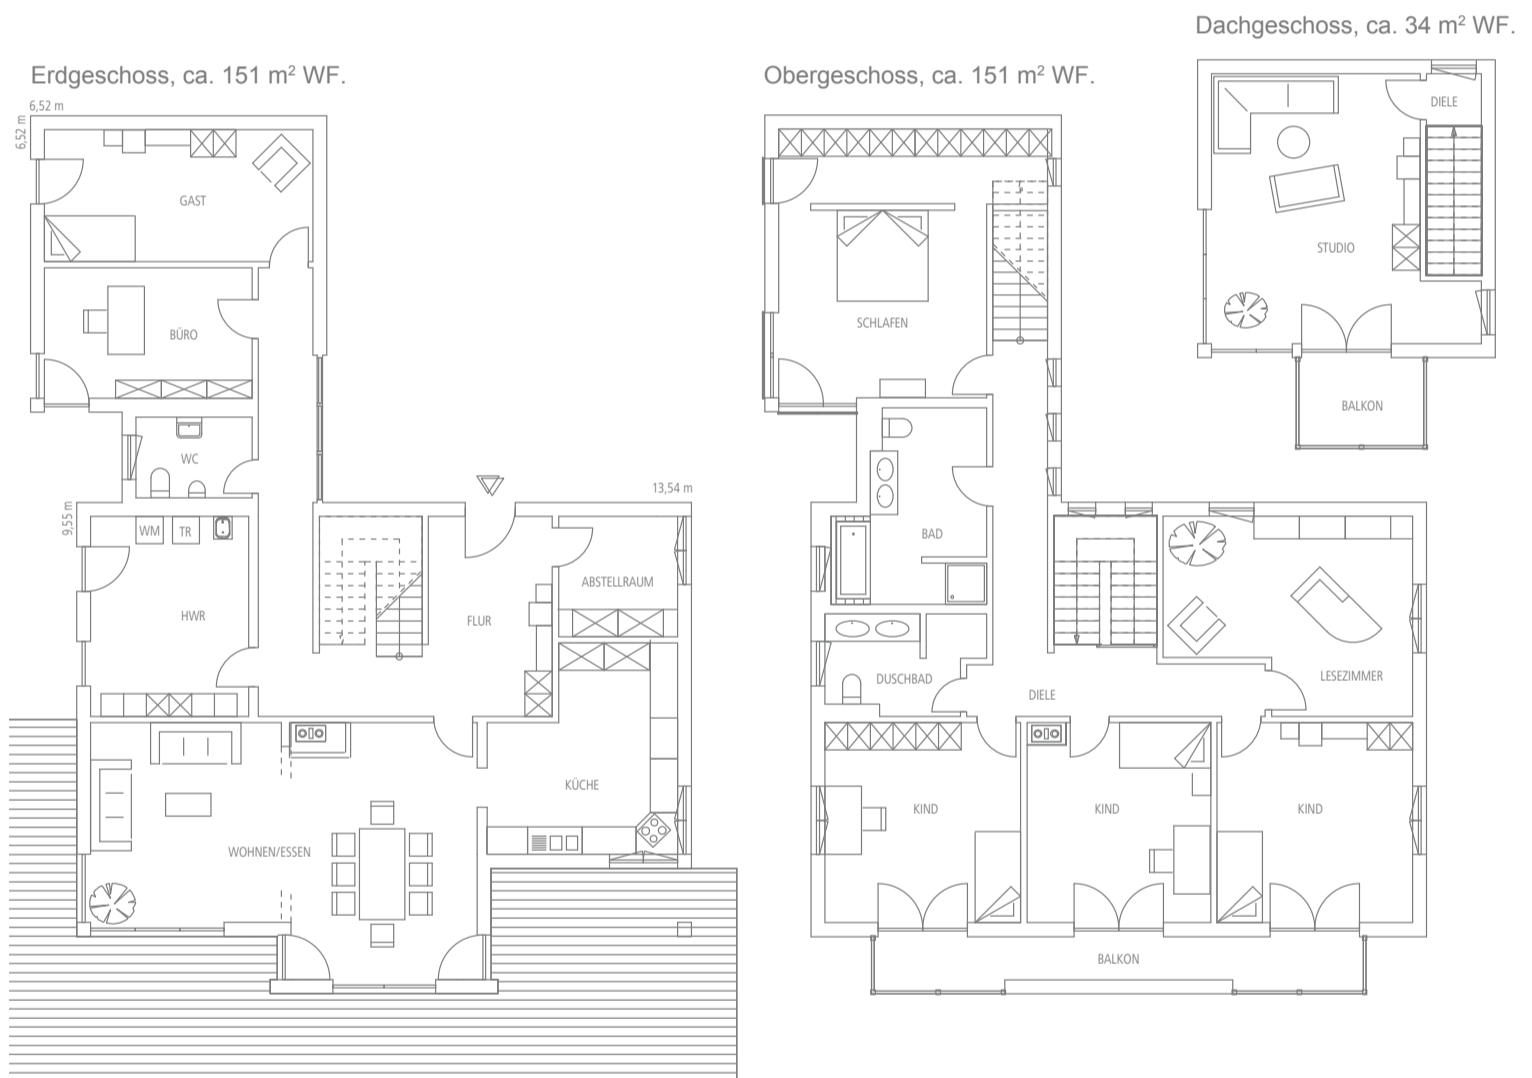 Erdgeschoss, ca. 151 m² WF.
6,52 m
6,52 m
GAST
BÜRO
WC
9,55 m
13,54 m
WM
TR
HWR
FLUR
ABSTELLRAUM
KÜCHE
WOHNEN/ESSEN
Obergeschoss, ca. 151 m² WF.
SCHLAFEN
BAD
DUSCHBAD
DIELE
LESEZIMMER
KIND
KIND
KIND
BALKON
Dachgeschoss, ca. 34 m² WF.
DIELE
STUDIO
BALKON